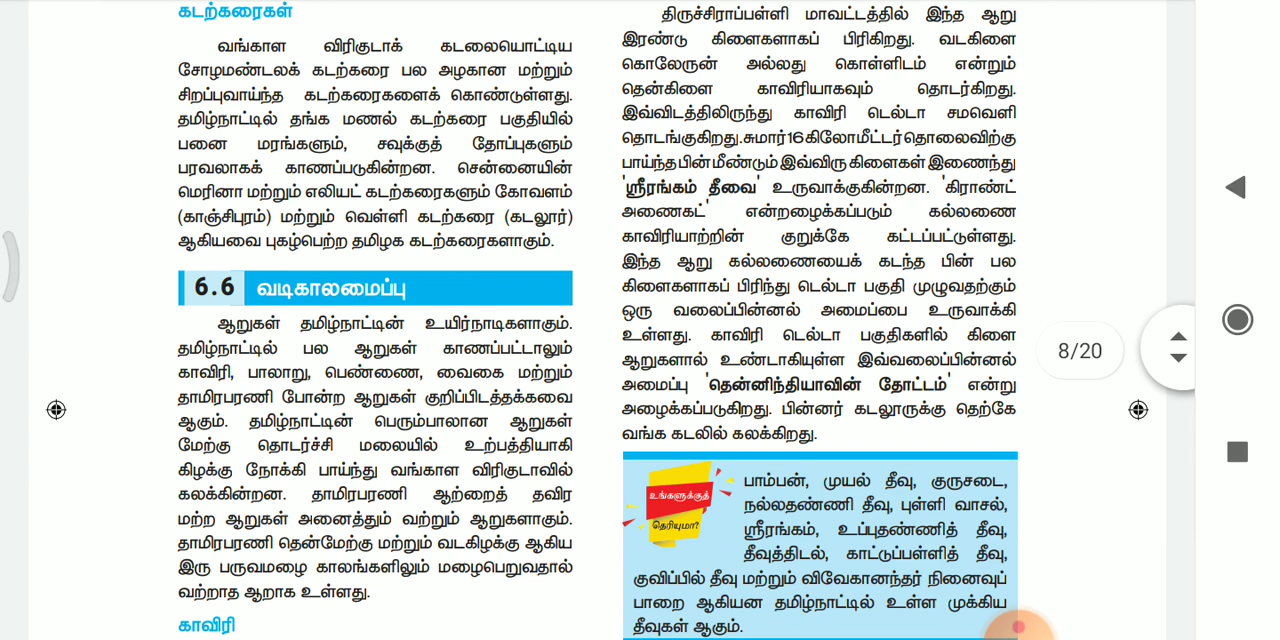 கடற்கரைகள்
வங்காள விரிகுடாக் கடலையொட்டிய
சோழமண்டலக் கடற்கரை பல அழகான மற்றும்
சிறப்புவாய்ந்த கடற்கரைகளைக் கொண்டுள்ளது.
தமிழ்நாட்டில் தங்க மணல் கடற்கரை பகுதியில்
பனை மரங்களும், சவுக்குத் தோப்புகளும்
பரவலாகக் காணப்படுகின்றன. சென்னையின்
மெரினா மற்றும் எலியட் கடற்கரைகளும் கோவளம்
(காஞ்சிபுரம்) மற்றும் வெள்ளி கடற்கரை (கடலூர்)
ஆகியவை புகழ்பெற்ற தமிழக கடற்கரைகளாகும்.
6.6 வடிகாலமைப்பு
ஆறுகள் தமிழ்நாட்டின் உயிர்நாடிகளாகும்.
தமிழ்நாட்டில் பல ஆறுகள் காணப்பட்டாலும்
காவிரி, பாலாறு, பெண்ணை, வைகை மற்றும்
தாமிரபரணி போன்ற ஆறுகள் குறிப்பிடத்தக்கவை
ஆகும். தமிழ்நாட்டின் பெரும்பாலான ஆறுகள்
மேற்கு தொடர்ச்சி மலையில் உற்பத்தியாகி
கிழக்கு நோக்கி பாய்ந்து வங்காள விரிகுடாவில்
கலக்கின்றன. தாமிரபரணி ஆற்றைத் தவிர
மற்ற ஆறுகள் அனைத்தும் வற்றும் ஆறுகளாகும்.
தாமிரபரணி தென்மேற்கு மற்றும் வடகிழக்கு ஆகிய
இரு பருவமழை காலங்களிலும் மழைபெறுவதால்
வற்றாத ஆறாக உள்ளது.
காவிரி
திருச்சிராப்பள்ளி மாவட்டத்தில் இந்த ஆறு
இரண்டு கிளைகளாகப் பிரிகிறது. வடகிளை
கொலேருன் அல்லது கொள்ளிடம் என்றும்
தென்கிளை காவிரியாகவும் தொடர்கிறது.
இவ்விடத்திலிருந்து காவிரி டெல்டா சமவெளி
தொடங்குகிறது. சுமார் 16 கிலோமீட்டர் தொலைவிற்கு
பாய்ந்த பின் மீண்டும் இவ்விரு கிளைகள் இணைந்து
'ஸ்ரீரங்கம் தீவை' உருவாக்குகின்றன. 'கிராண்ட்
அணைகட்' என்றழைக்கப்படும் கல்லணை
காவிரியாற்றின் குறுக்கே கட்டப்பட்டுள்ளது.
இந்த ஆறு கல்லணையைக் கடந்த பின் பல
கிளைகளாகப் பிரிந்து டெல்டா பகுதி முழுவதற்கும்
ஒரு வலைப்பின்னல் அமைப்பை உருவாக்கி
உள்ளது. காவிரி டெல்டா பகுதிகளில் கிளை
ஆறுகளால் உண்டாகியுள்ள இவ்வலைப்பின்னல்
அமைப்பு 'தென்னிந்தியாவின் தோட்டம்' என்று
அழைக்கப்படுகிறது. பின்னர் கடலூருக்கு தெற்கே
வங்க கடலில் கலக்கிறது.
உங்களுக்குத்
தெரியுமா?
பாம்பன், முயல் தீவு, குருசடை,
நல்லதண்ணி தீவு, புள்ளி வாசல்,
ஸ்ரீரங்கம், உப்புதண்ணித் தீவு,
தீவுத்திடல், காட்டுப்பள்ளித் தீவு,
குவிப்பில் தீவு மற்றும் விவேகானந்தர் நினைவுப்
பாறை ஆகியன தமிழ்நாட்டில் உள்ள முக்கிய
தீவுகள் ஆகும்.
8/20